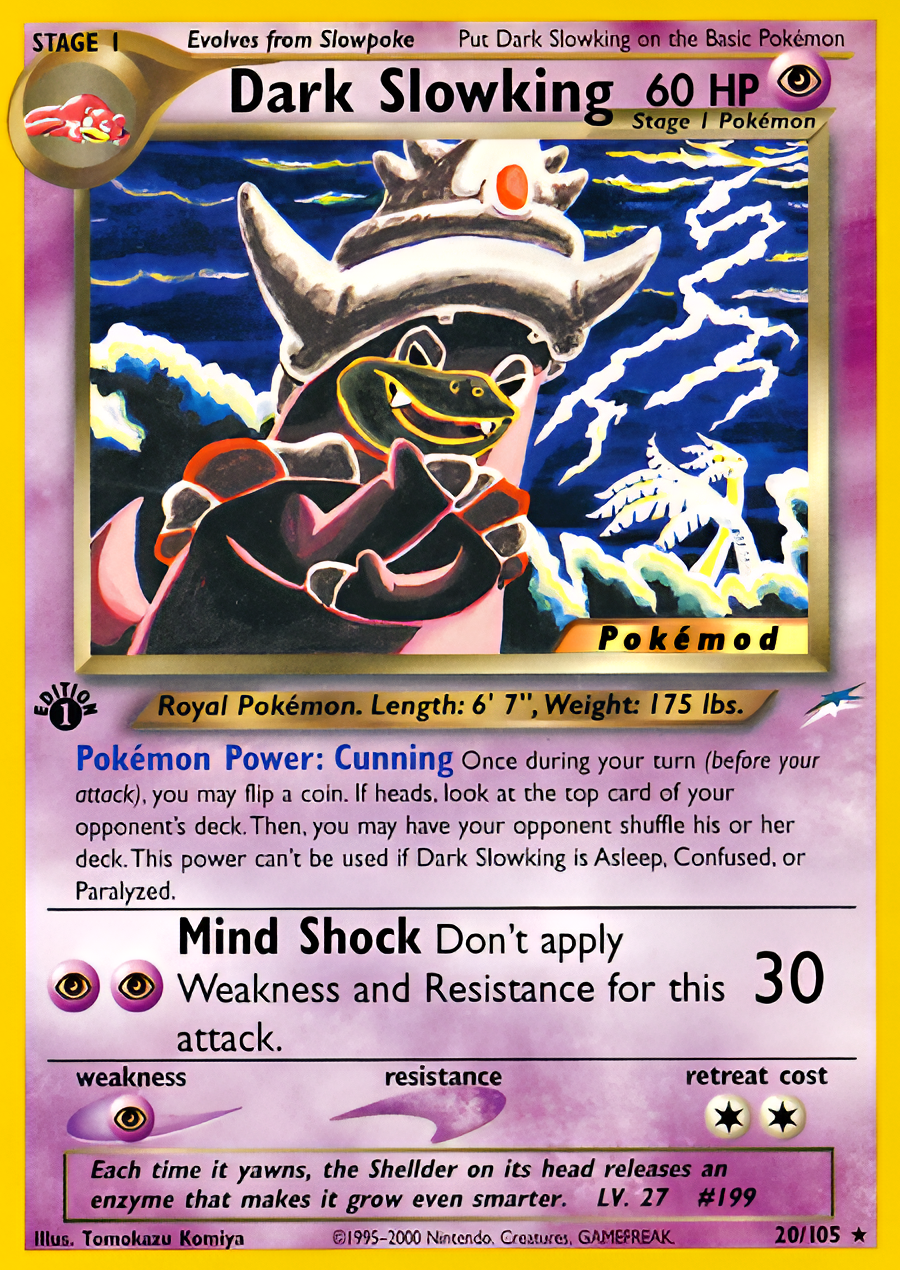 STAGE 1
Evolves from Slowpoke
Put Dark Slowking on the Basic Pokémon
Dark Slowking 60 HP
Stage 1 Pokémon
Pokémod
EDITION
1
Royal Pokémon. Length: 6' 7", Weight: 175 lbs.
Pokémon Power: Cunning Once during your turn (before your
attack), you may flip a coin. If heads, look at the top card of your
opponent's deck. Then, you may have your opponent shuffle his or her
deck. This power can't be used if Dark Slowking is Asleep, Confused, or
Paralyzed.
Mind Shock Don't apply
Weakness and Resistance for this
attack.
30
weakness
resistance
retreat cost
Each time it yawns, the Shellder on its head releases an
enzyme that makes it grow even smarter. LV. 27 #199
Illus. Tomokazu Komiya
©1995-2000 Nintendo, Creatures, GAMEFREAK.
20/105 ★